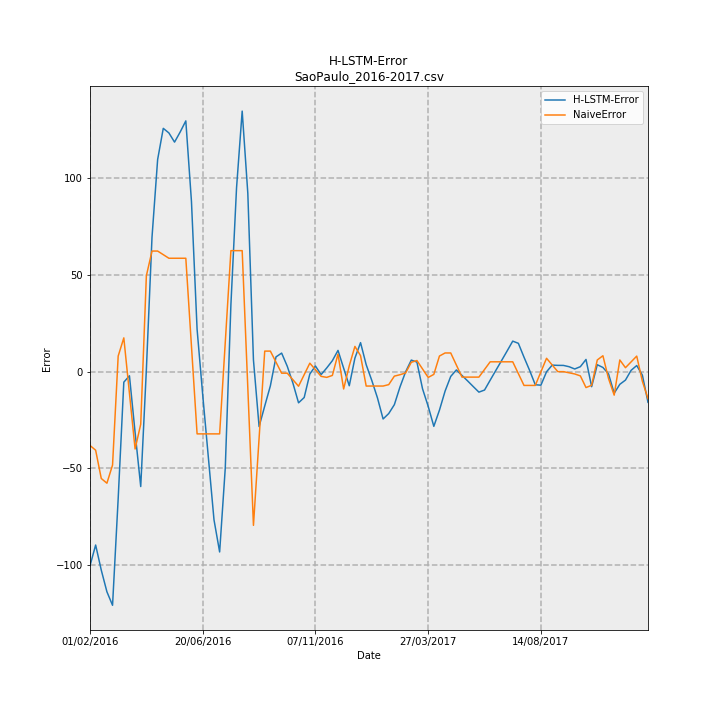 H-LSTM-Error
SaoPaulo_2016-2017.csv
H-LSTM-Error
NaiveError
Error
100
50
0
−50
−100
01/02/2016 20/06/2016 07/11/2016 27/03/2017 14/08/2017
Date